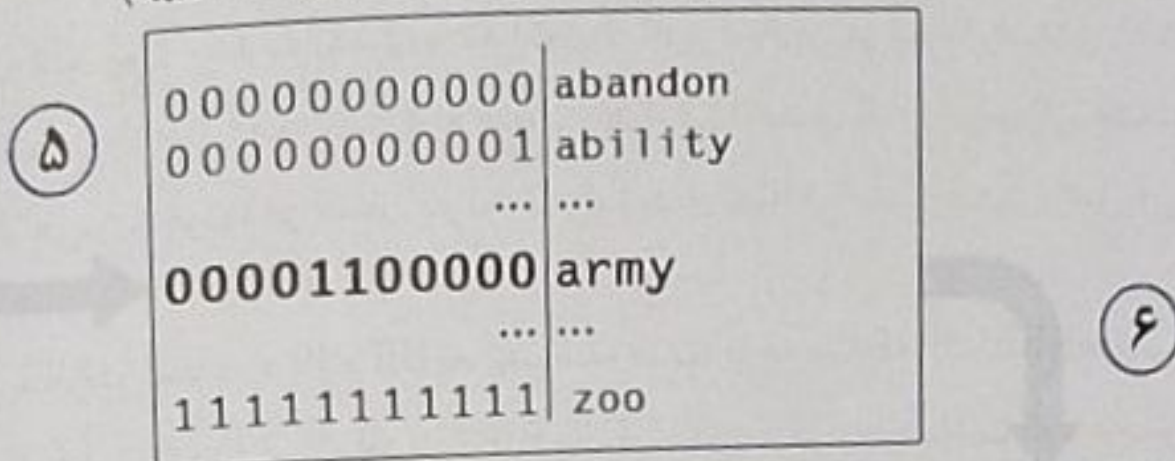 ۵
00000000000 abandon
00000000001 ability
... ...
00001100000 army
... ...
11111111111 zoo
۶